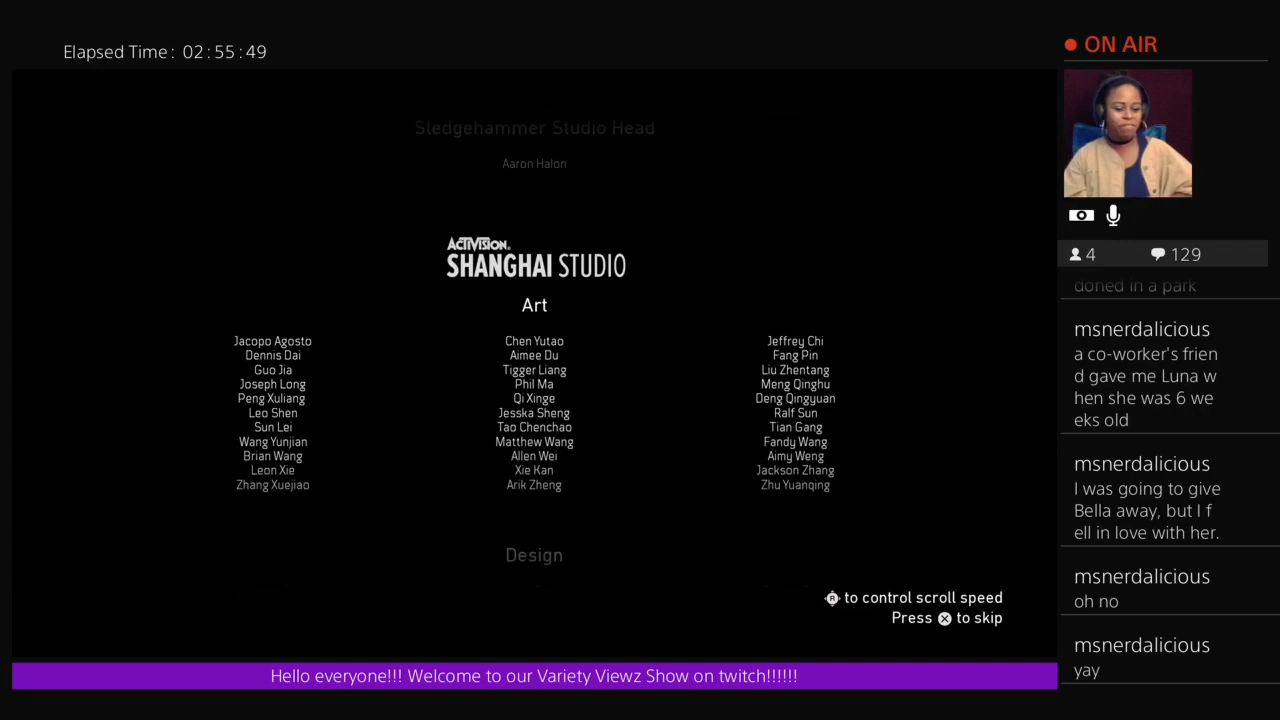 Elapsed Time: 02:55:49
ON AIR
Sledgehammer Studio Head
Aaron Halon
ACTIVISION.
SHANGHAI STUDIO
Art
Jacopo Agosto
Dennis Dai
Guo Jia
Joseph Long
Peng Xuliang
Leo Shen
Sun Lei
Wang Yunjian
Brian Wang
Leon Xie
Zhang Xuejiao
Chen Yutao
Aimee Du
Tigger Liang
Phil Ma
Qi Xinge
Jesska Sheng
Tao Chenchao
Matthew Wang
Allen Wei
Xie Kan
Arik Zheng
Jeffrey Chi
Fang Pin
Liu Zhentang
Meng Qinghu
Deng Qingyuan
Ralf Sun
Tian Gang
Fandy Wang
Aimy Weng
Jackson Zhang
Zhu Yuanqing
Design
R to control scroll speed
Press X to skip
Hello everyone!!! Welcome to our Variety Viewz Show on twitch!!!!!!
4
129
doned in a park
msnerdalicious
a co-worker's frien
d gave me Luna w
hen she was 6 we
eks old
msnerdalicious
I was going to give
Bella away, but I f
ell in love with her.
msnerdalicious
oh no
msnerdalicious
yay